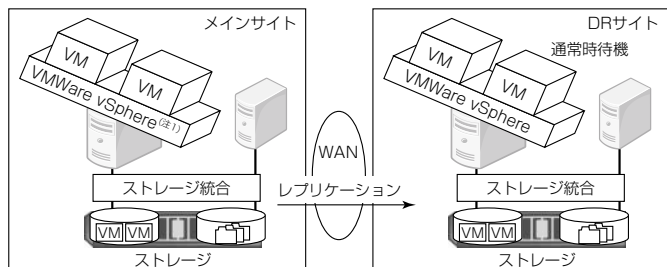 メインサイト
VM
VM
VMWare vSphere(注1)
ストレージ統合
VM VM
ストレージ
WAN
レプリケーション
DRサイト
通常時待機
VM
VM
VMWare vSphere
ストレージ統合
VM VM
ストレージ